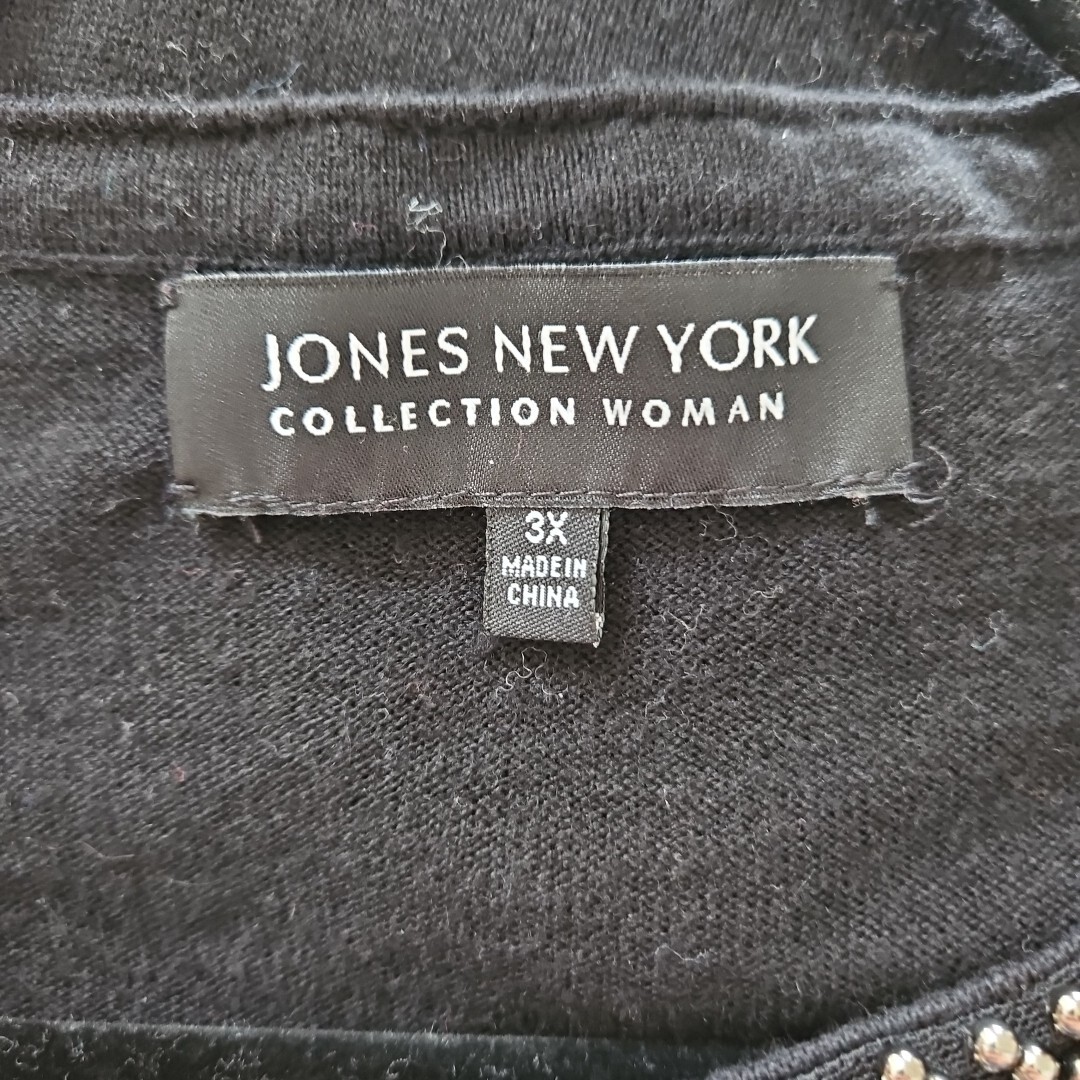 JONES NEW YORK
COLLECTION WOMAN
3X
MADE IN
CHINA